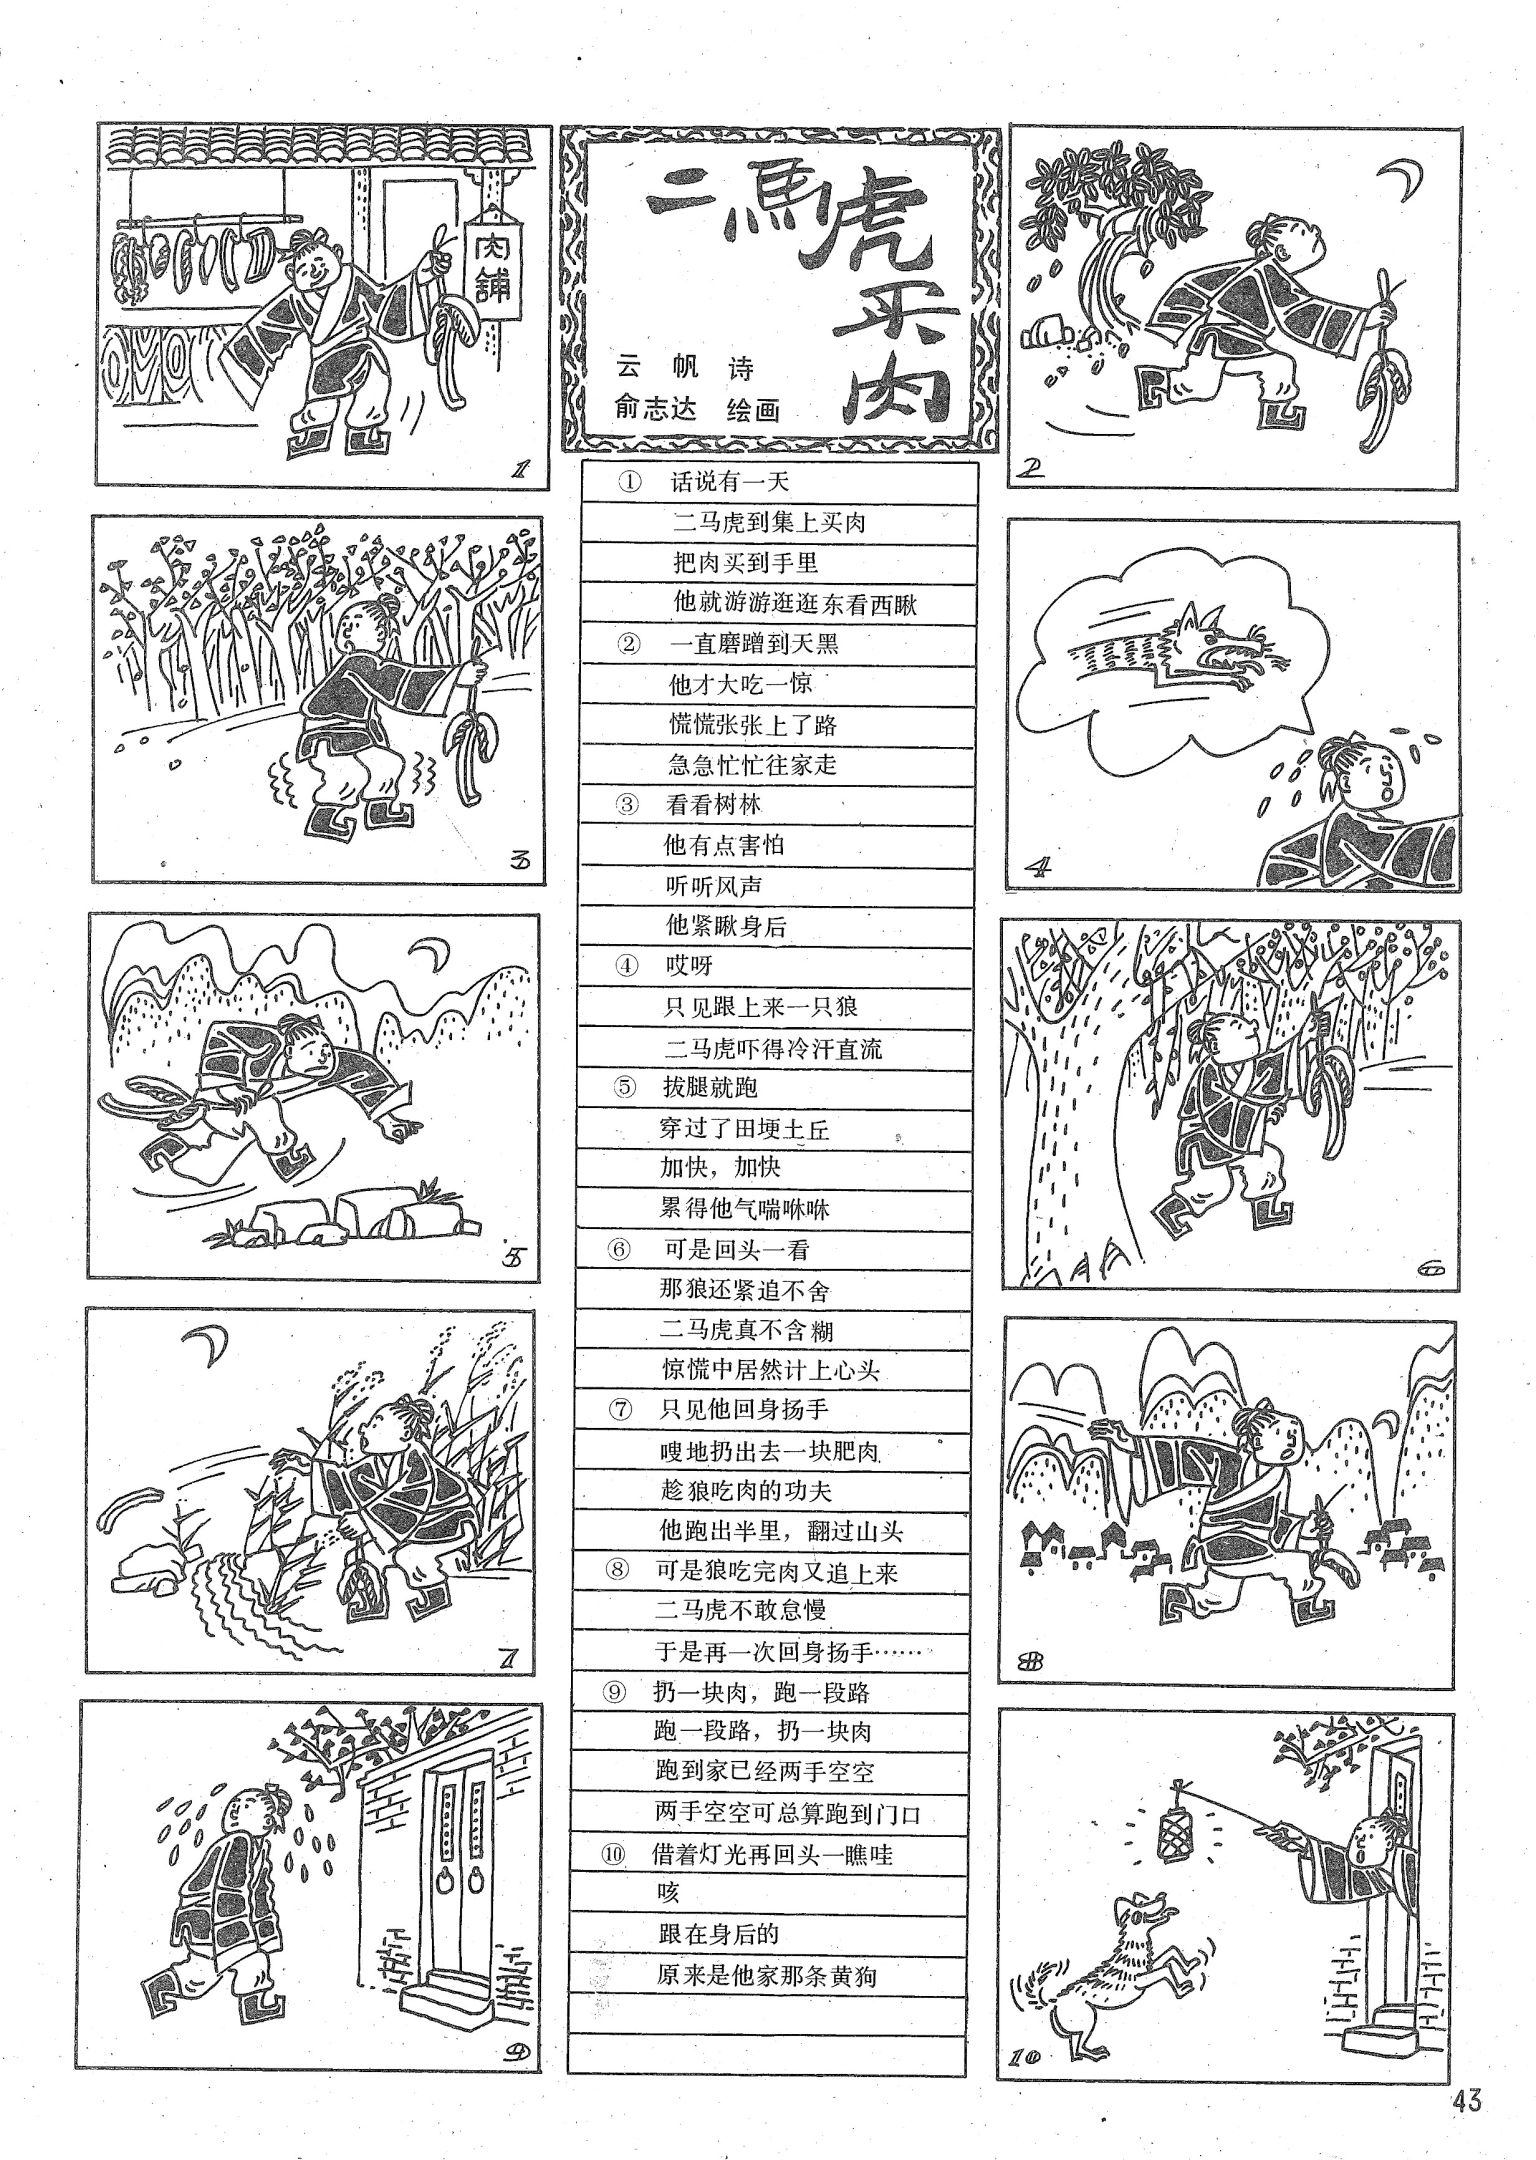 二馬虎买肉
云帆 诗
俞志达 绘画
肉舖
① 话说有一天
二马虎到集上买肉
把肉买到手里
他就游游逛逛东看西瞅
② 一直磨蹭到天黑
他才大吃一惊
慌慌张张上了路
急急忙忙往家走
③ 看看树林
他有点害怕
听听风声
他紧瞅身后
④ 哎呀
只见跟上来一只狼
二马虎吓得冷汗直流
⑤ 拔腿就跑
穿过了田埂土丘
加快，加快
累得他气喘咻咻
⑥ 可是回头一看
那狼还紧追不舍
二马虎真不含糊
惊慌中居然计上心头
⑦ 只见他回身扬手
嗖地扔出去一块肥肉
趁狼吃肉的功夫
他跑出半里，翻过山头
⑧ 可是狼吃完肉又追上来
二马虎不敢怠慢
于是再一次回身扬手……
⑨ 扔一块肉，跑一段路
跑一段路，扔一块肉
跑到家已经两手空空
两手空空可总算跑到门口
⑩ 借着灯光再回头一瞧哇
咳
跟在身后的
原来是他家那条黄狗
1
2
3
4
5
6
7
8
9
10
43